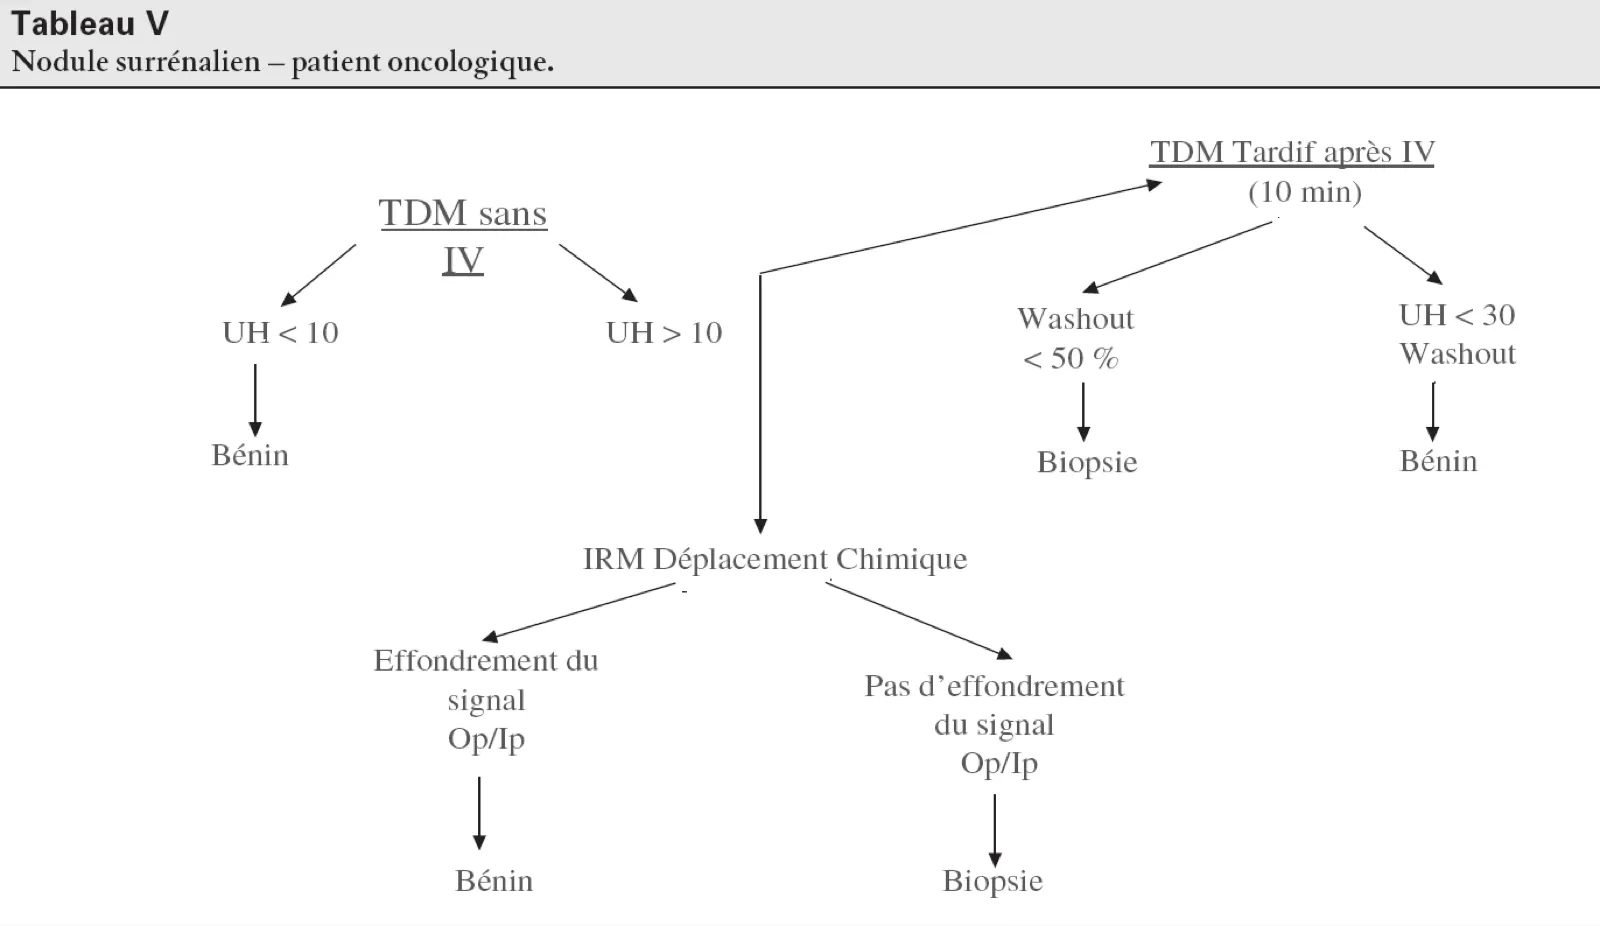 Tableau V
Nodule surrénalien – patient oncologique.
TDM sans
IV
UH < 10
UH > 10
Bénin
TDM Tardif après IV
(10 min)
Washout
< 50 %
UH < 30
Washout
Biopsie
Bénin
IRM Déplacement Chimique
Effondrement du
signal
Op/Ip
Pas d’effondrement
du signal
Op/Ip
Bénin
Biopsie